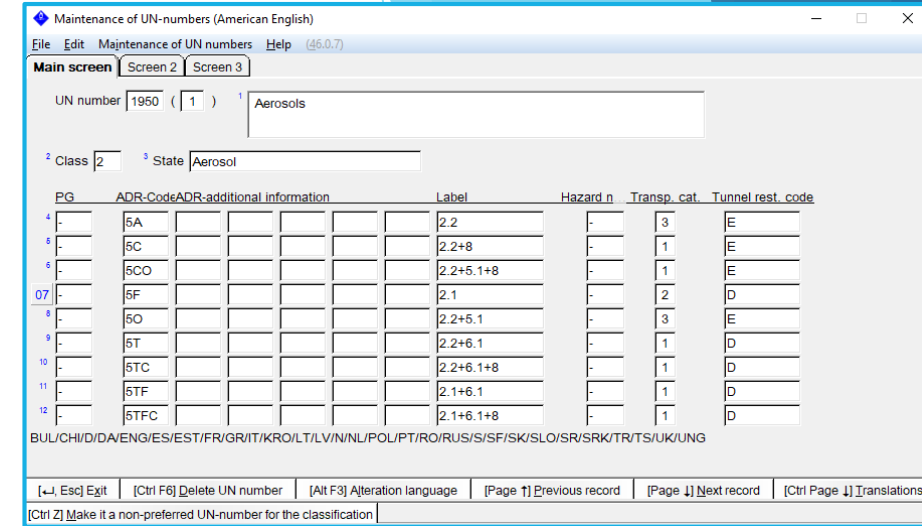 Maintenance of UN-numbers (American English)
File Edit Maintenance of UN numbers Help (46.0.7)
Main screen Screen 2 Screen 3
UN number 1950 ( 1 ) 1 Aerosols
2 Class 2 3 State Aerosol
PG ADR-Code ADR-additional information Label Hazard n... Transp. cat. Tunnel rest. code
4 - 5A 2.2 - 3 E
5 - 5C 2.2+8 - 1 E
6 - 5CO 2.2+5.1+8 - 1 E
07 - 5F 2.1 - 2 D
8 - 5O 2.2+5.1 - 3 E
9 - 5T 2.2+6.1 - 1 D
10 - 5TC 2.2+6.1+8 - 1 D
11 - 5TF 2.1+6.1 - 1 D
12 - 5TFC 2.1+6.1+8 - 1 D
BUL/CHI/D/DA/ENG/ES/EST/FR/GR/IT/KRO/LT/LV/N/NL/POL/PT/RO/RUS/S/SF/SK/SLO/SR/SRK/TR/TS/UK/UNG
[↵, Esc] Exit [Ctrl F6] Delete UN number [Alt F3] Alteration language [Page ↑] Previous record [Page ↓] Next record [Ctrl Page ↓] Translations
[Ctrl Z] Make it a non-preferred UN-number for the classification